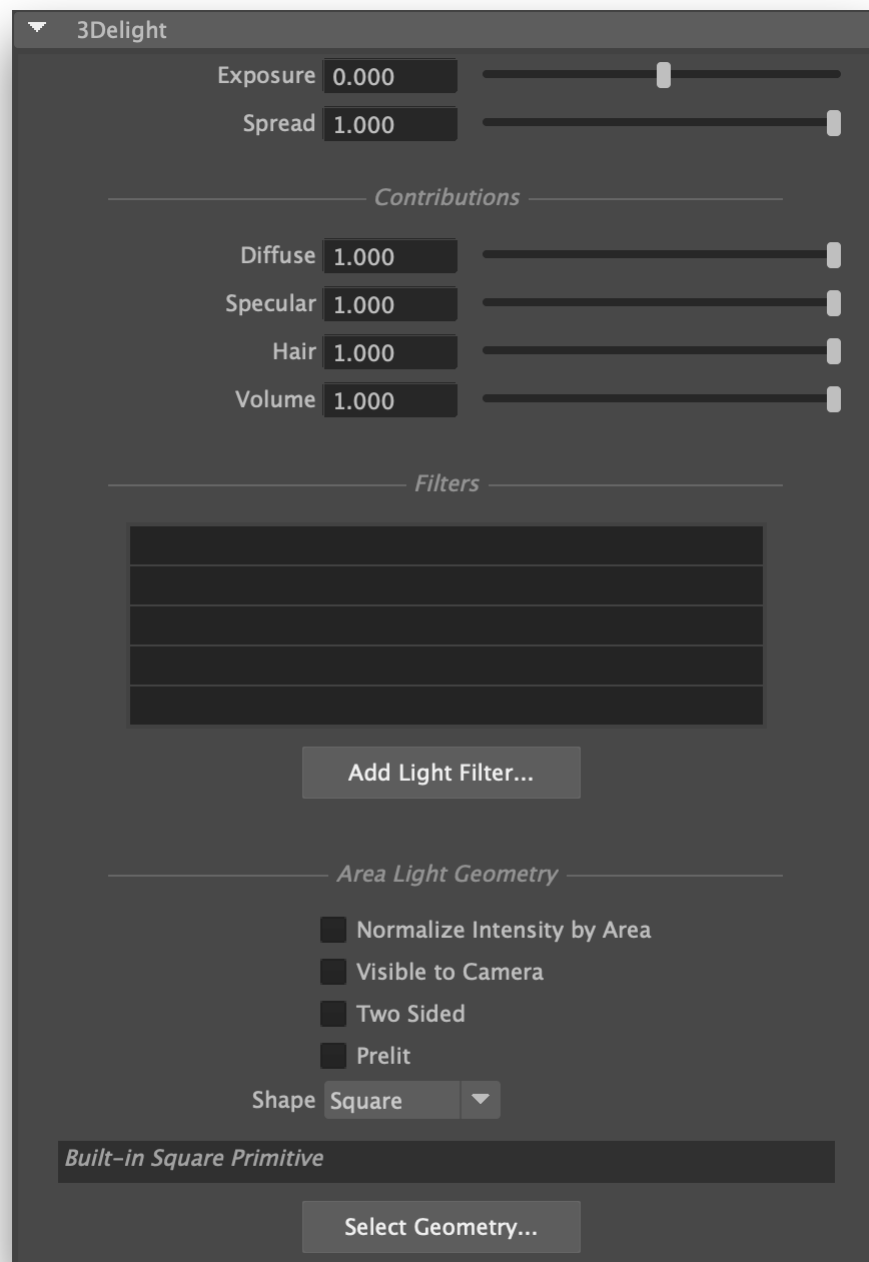 3Delight
Exposure 0.000
Spread 1.000
Contributions
Diffuse 1.000
Specular 1.000
Hair 1.000
Volume 1.000
Filters
Add Light Filter...
Area Light Geometry
Normalize Intensity by Area
Visible to Camera
Two Sided
Prelit
Shape Square
Built-in Square Primitive
Select Geometry...